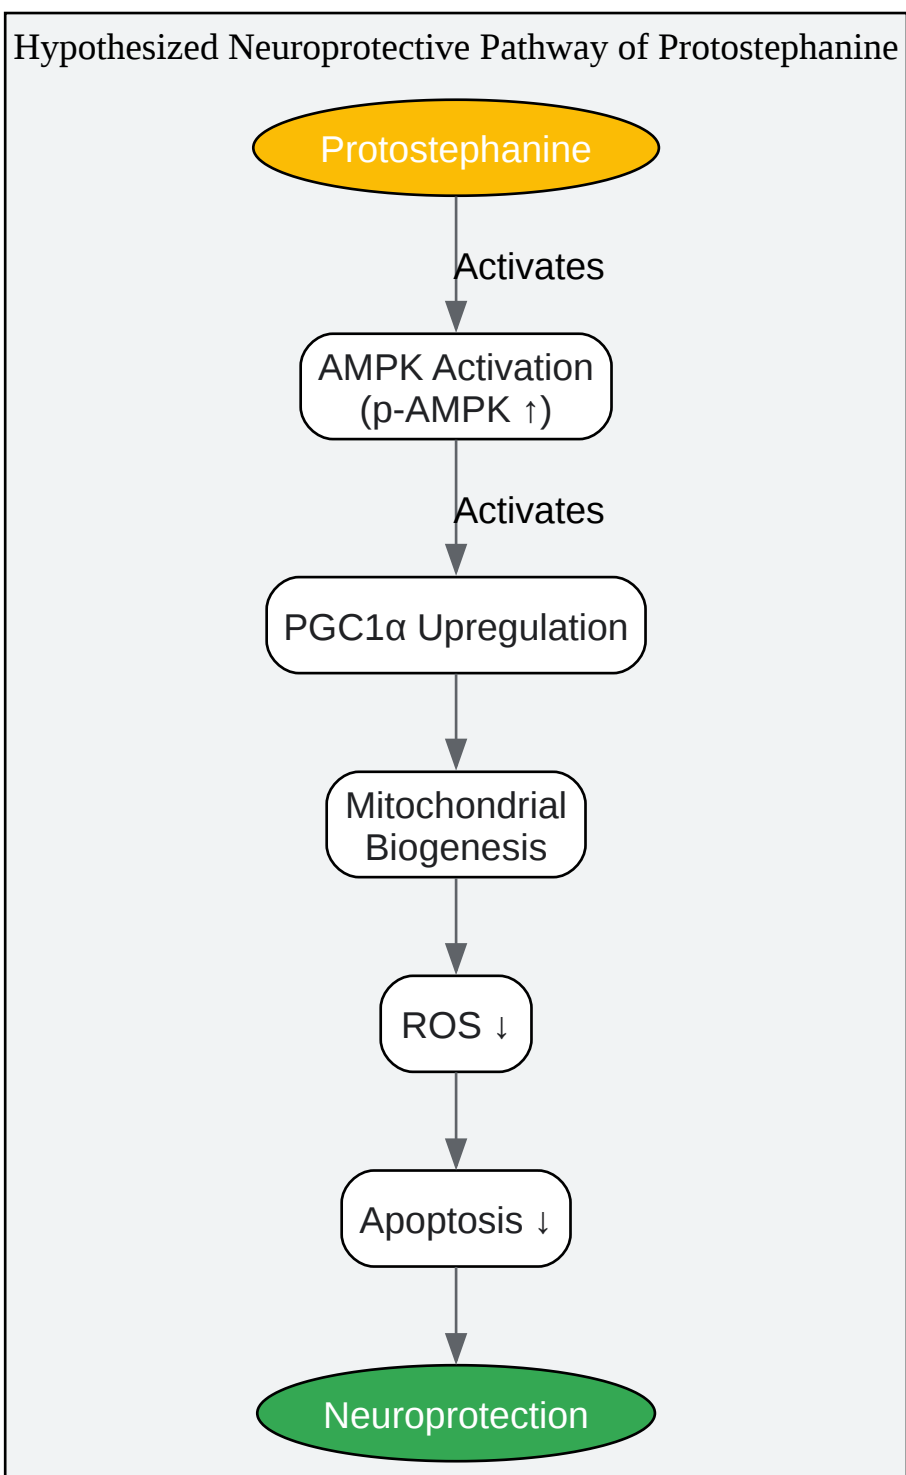 Hypothesized Neuroprotective Pathway of Protostephanine
Protostephanine
Activates
AMPK Activation
(p-AMPK ↑)
Activates
PGC1α Upregulation
Mitochondrial
Biogenesis
ROS ↓
Apoptosis ↓
Neuroprotection